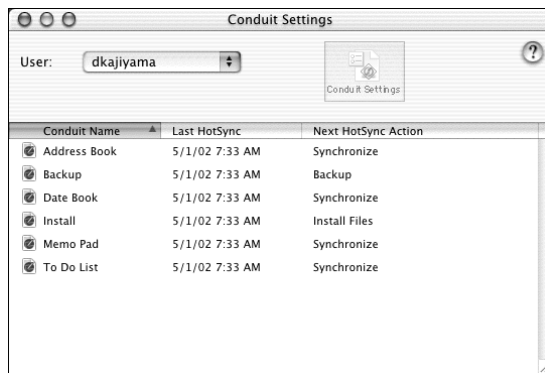 Conduit Settings
User: dkajiyama
?
Conduit Settings
Conduit Name Last HotSync Next HotSync Action
Address Book 5/1/02 7:33 AM Synchronize
Backup 5/1/02 7:33 AM Backup
Date Book 5/1/02 7:33 AM Synchronize
Install 5/1/02 7:33 AM Install Files
Memo Pad 5/1/02 7:33 AM Synchronize
To Do List 5/1/02 7:33 AM Synchronize